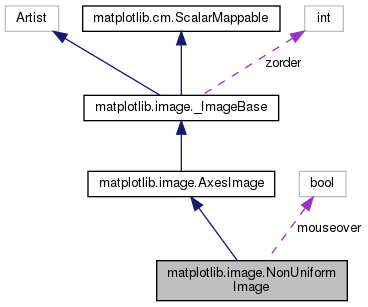 Artist
matplotlib.cm.ScalarMappable
int
zorder
matplotlib.image._ImageBase
matplotlib.image.AxesImage
bool
mouseover
matplotlib.image.NonUniform
Image